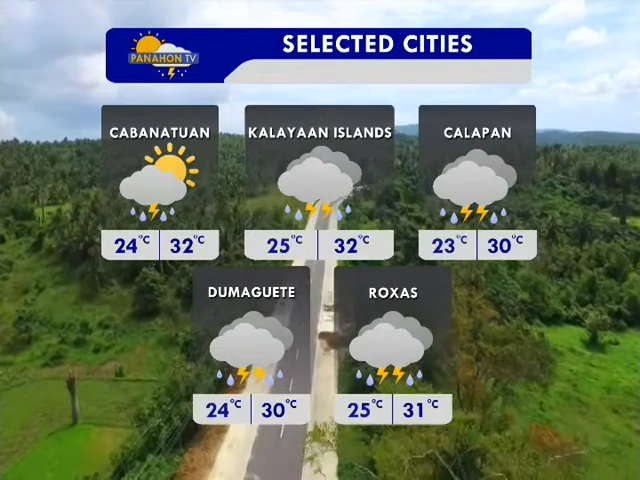 PANAHON TV
SELECTED CITIES
CABANATUAN
24°C 32°C
KALAYAAN ISLANDS
25°C 32°C
CALAPAN
23°C 30°C
DUMAGUETE
24°C 30°C
ROXAS
25°C 31°C